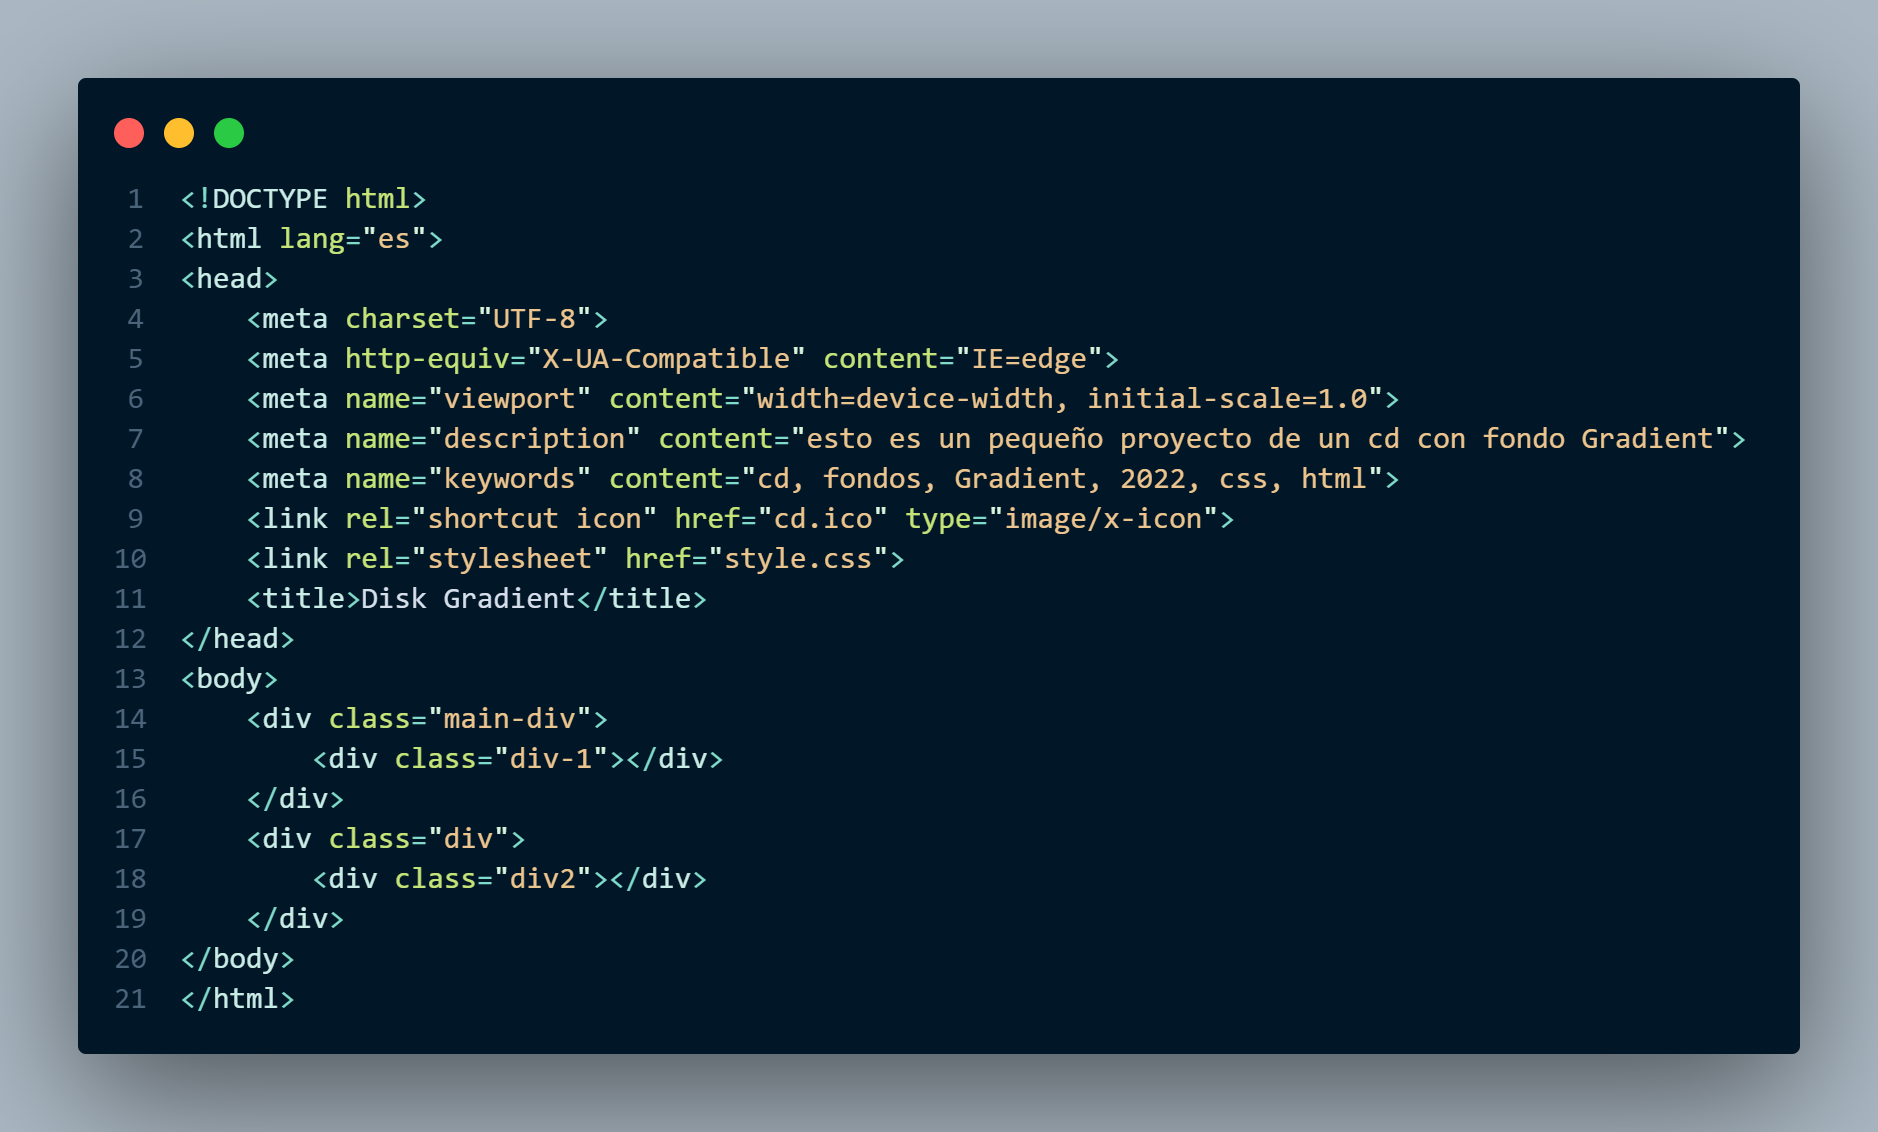 1 <!DOCTYPE html>
2 <html lang="es">
3 <head>
4     <meta charset="UTF-8">
5     <meta http-equiv="X-UA-Compatible" content="IE=edge">
6     <meta name="viewport" content="width=device-width, initial-scale=1.0">
7     <meta name="description" content="esto es un pequeño proyecto de un cd con fondo Gradient">
8     <meta name="keywords" content="cd, fondos, Gradient, 2022, css, html">
9     <link rel="shortcut icon" href="cd.ico" type="image/x-icon">
10     <link rel="stylesheet" href="style.css">
11     <title>Disk Gradient</title>
12 </head>
13 <body>
14     <div class="main-div">
15         <div class="div-1"></div>
16     </div>
17     <div class="div">
18         <div class="div2"></div>
19     </div>
20 </body>
21 </html>